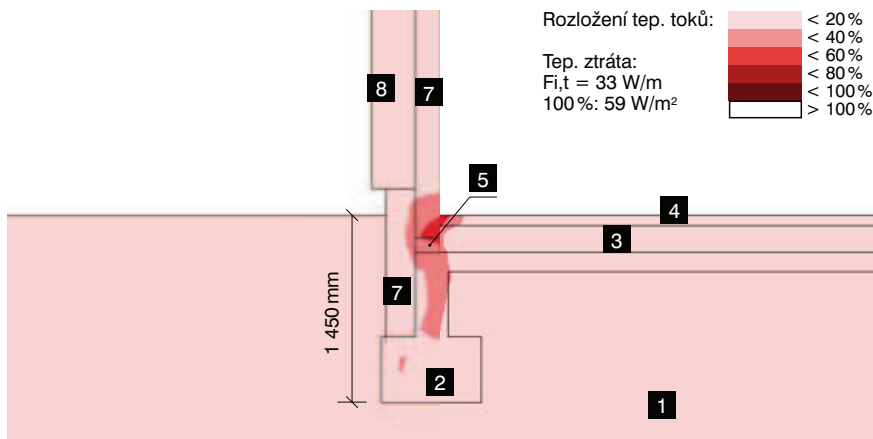 Rozložení tep. toků:
Tep. ztráta:
Fi,t = 33 W/m
100 %: 59 W/m²
< 20 %
< 40 %
< 60 %
< 80 %
< 100 %
> 100 %
8
7
5
4
3
7
1 450 mm
2
1